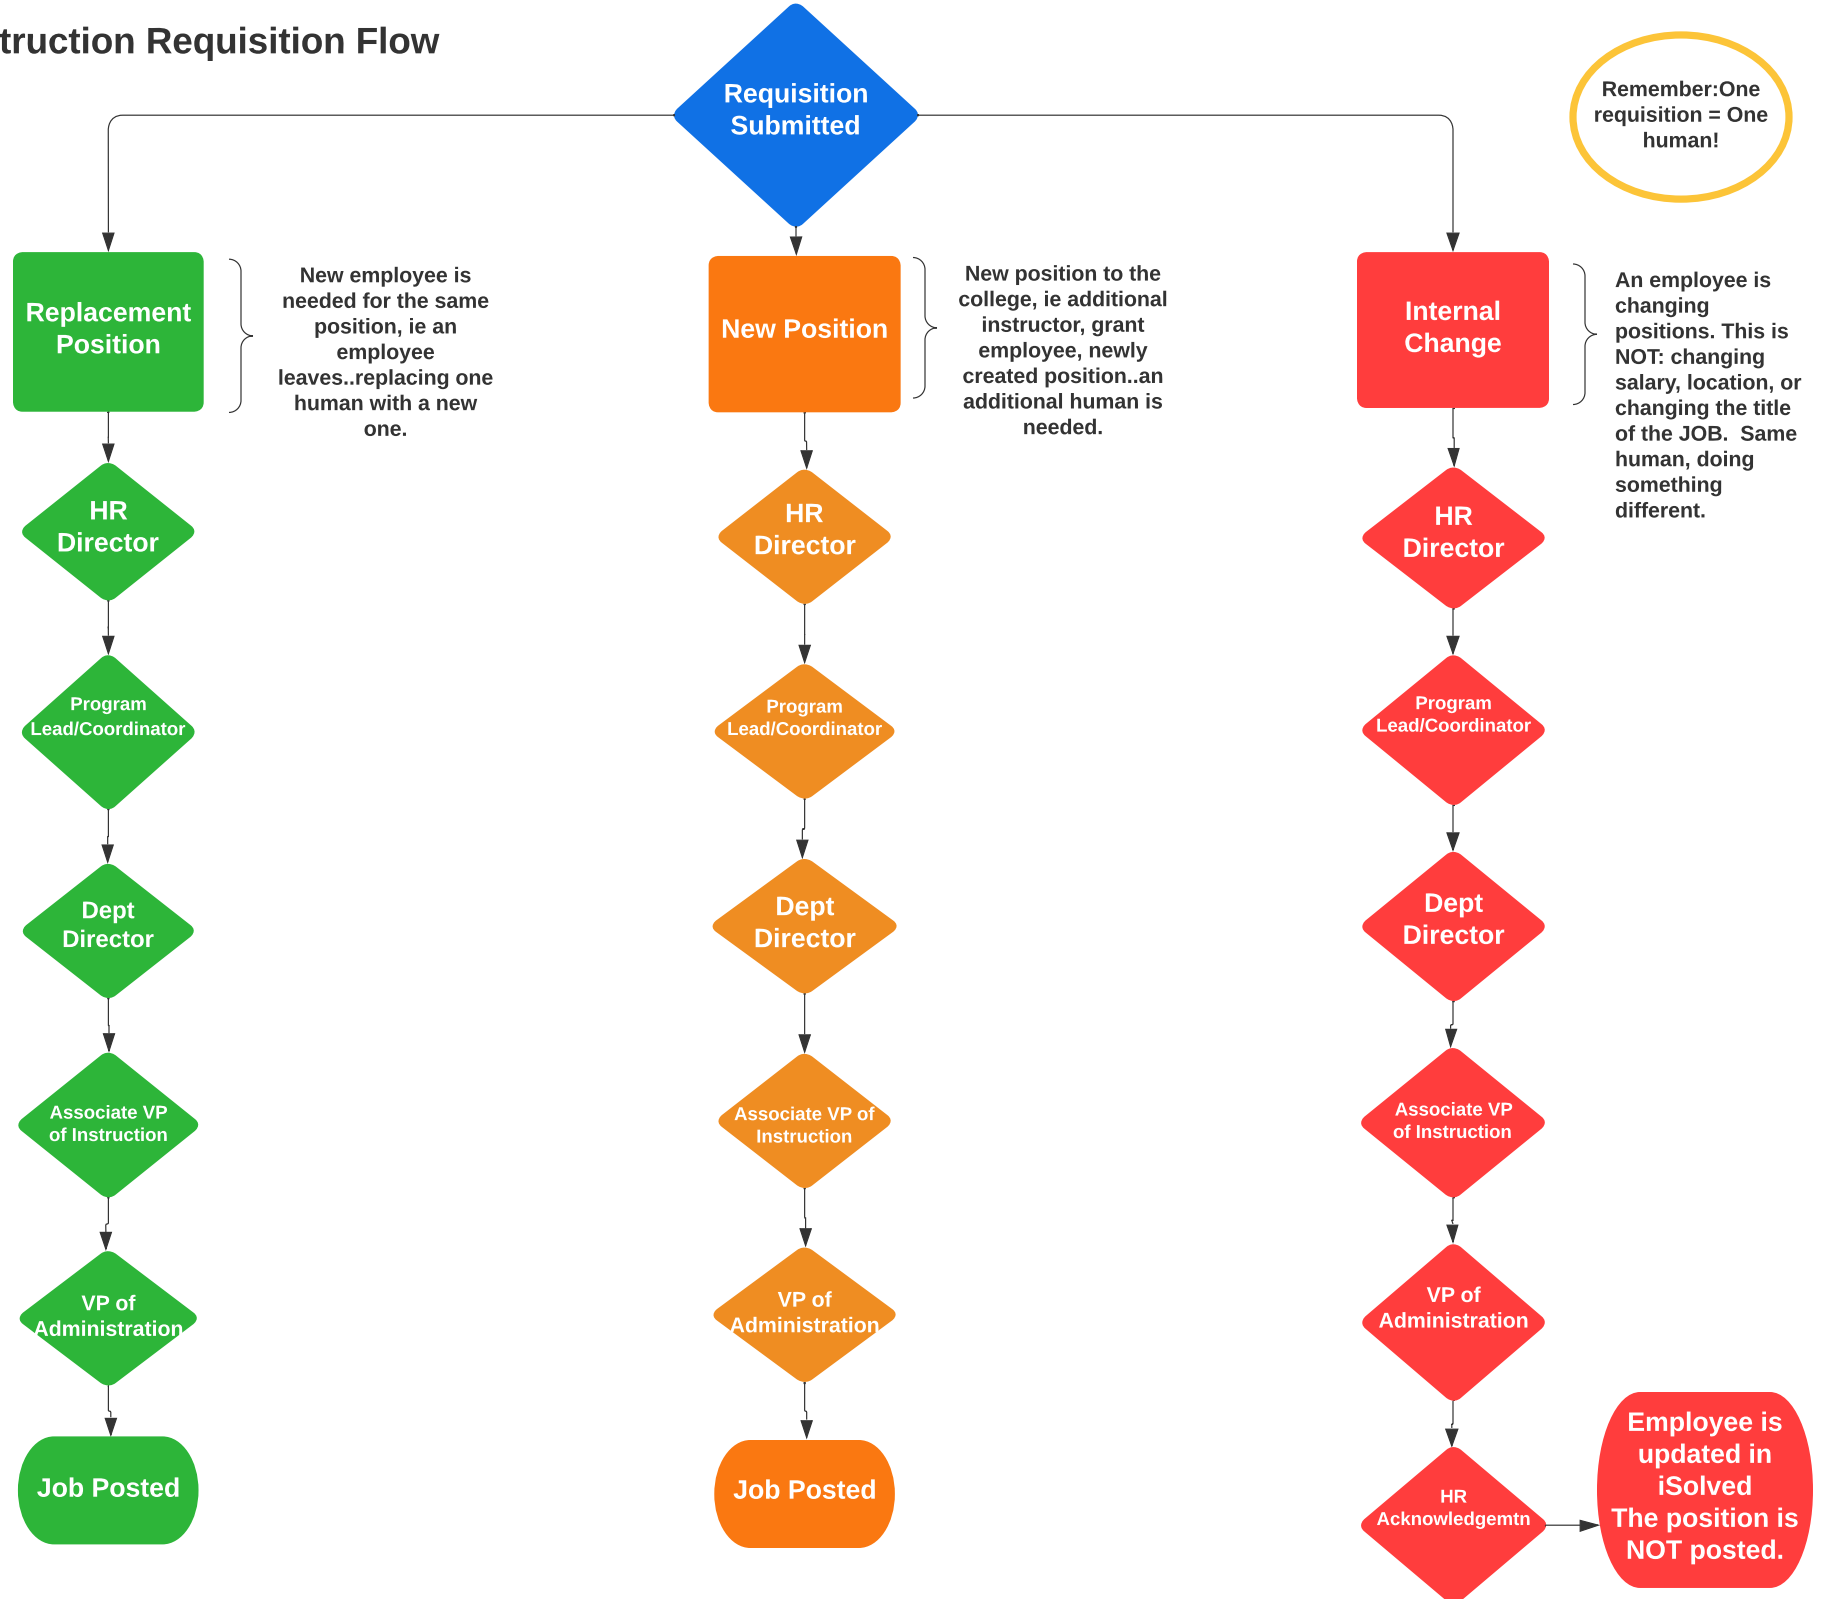 truction Requisition Flow
Requisition
Submitted
Remember:One
requisition = One
human!
Replacement
Position
New employee is
needed for the same
position, ie an
employee
leaves..replacing one
human with a new
one.
New Position
New position to the
college, ie additional
instructor, grant
employee, newly
created position..an
additional human is
needed.
Internal
Change
An employee is
changing
positions. This is
NOT: changing
salary, location, or
changing the title
of the JOB.  Same
human, doing
something
different.
HR
Director
HR
Director
HR
Director
Program
Lead/Coordinator
Program
Lead/Coordinator
Program
Lead/Coordinator
Dept
Director
Dept
Director
Dept
Director
Associate VP
of Instruction
Associate VP of
Instruction
Associate VP
of Instruction
VP of
Administration
VP of
Administration
VP of
Administration
Job Posted
Job Posted
HR
Acknowledgemtn
Employee is
updated in
iSolved
The position is
NOT posted.